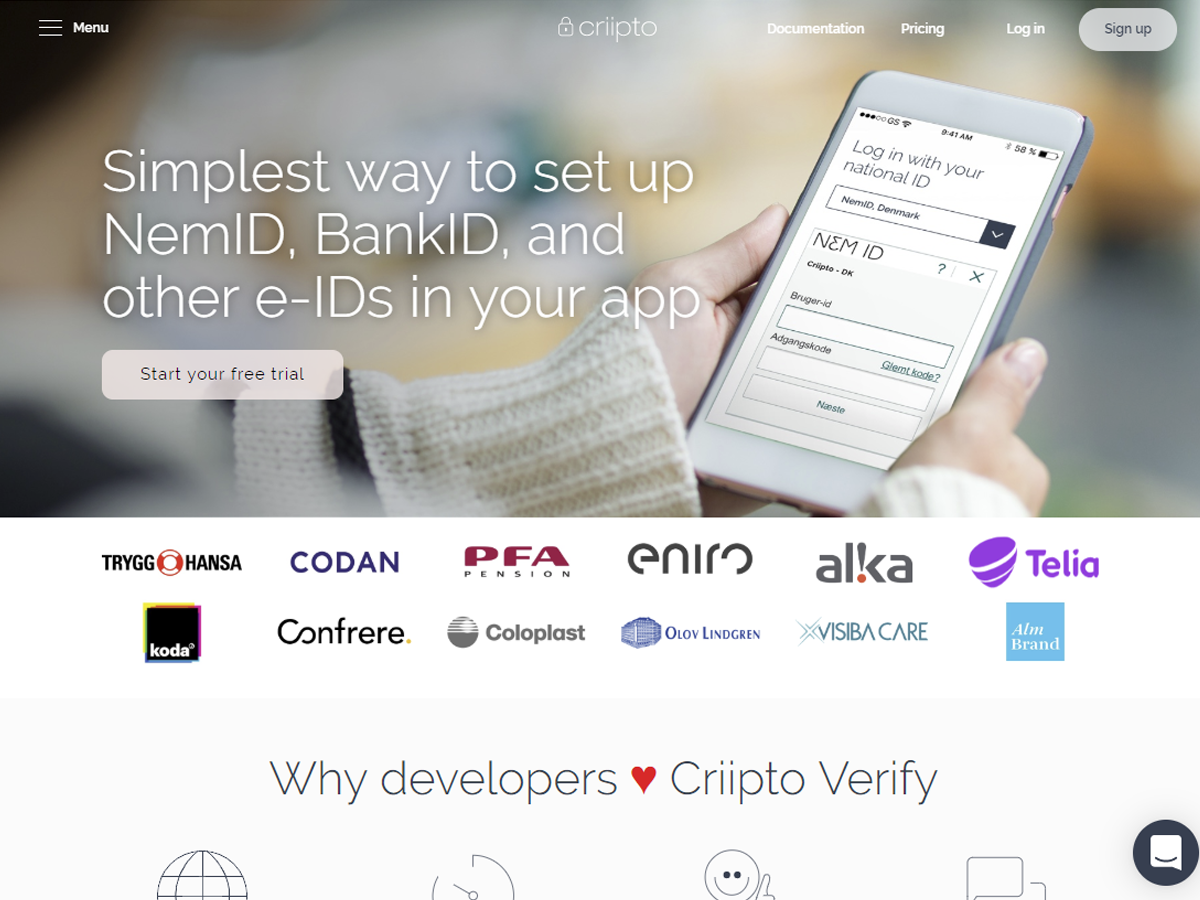 Menu
criipto
Documentation
Pricing
Log in
Sign up
Simplest way to set up
NemID, BankID, and
other e-IDs in your app
Start your free trial
GS
9:41 AM
58 %
Log in with your
national ID
NemID, Denmark
NEM ID
?
Criipto - DK
Bruger-id
Adgangskode
Glemt kode?
Næste
TRYGG HANSA
CODAN
PFA
PENSION
eniro
al!ka
Telia
koda
Confrere.
Coloplast
OLOV LINDGREN
VISIBA CARE
Alm
Brand
Why developers ♥ Criipto Verify